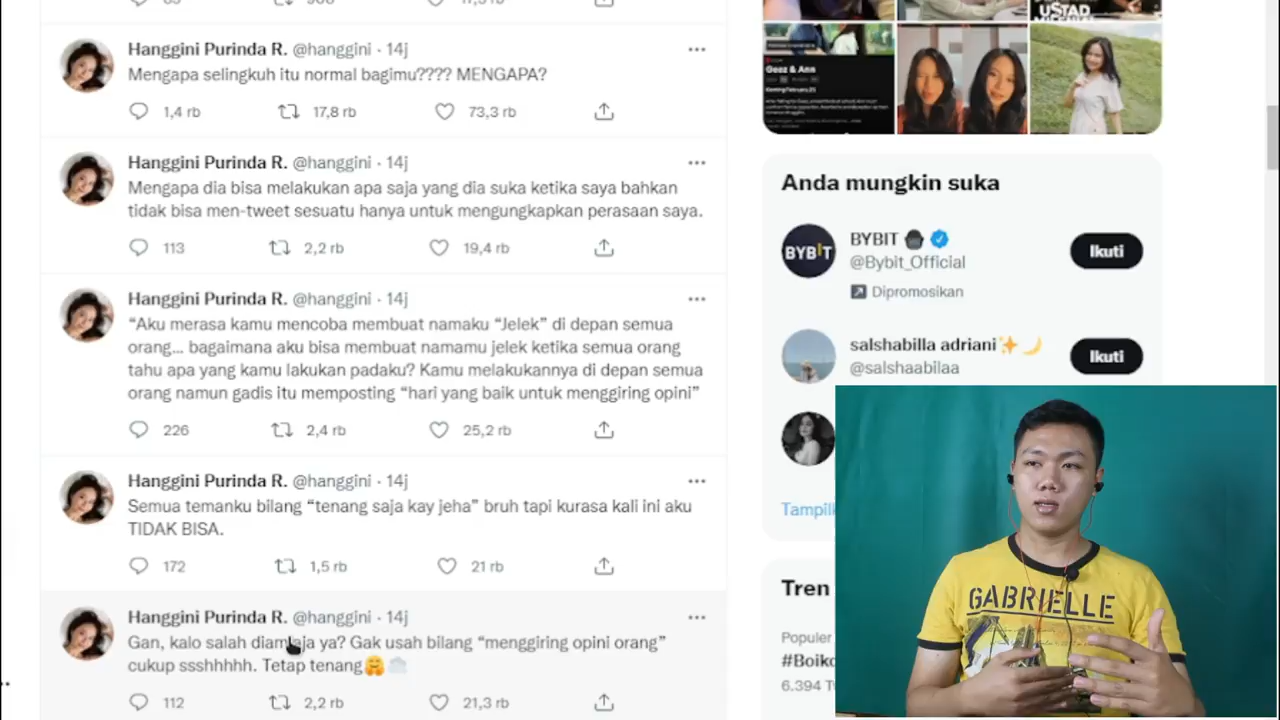 USTAD
Geez & Ann
Hanggini Purinda R. @hanggini · 14j
Mengapa selingkuh itu normal bagimu???? MENGAPA?
17,8 73,3 rb
Hanggini Purinda R. @hanggini · 14j
Mengapa dia bisa melakukan apa saja yang dia suka ketika saya bahkan
tidak bisa men-tweet sesuatu hanya untuk mengungkapkan perasaan saya.
113 2,2 rb 19,4 rb
Hanggini Purinda R. @hanggini · 14j
“Aku merasa kamu mencoba membuat namaku “Jelek” di depan semua
orang... bagaimana aku bisa membuat namamu jelek ketika semua orang
tahu apa yang kamu lakukan padaku? Kamu melakukannya di depan semua
orang namun gadis itu memposting “hari yang baik untuk menggiring opini”
226 2,4 rb 25,2 rb
Hanggini Purinda R. @hanggini · 14j
Semua temanku bilang “tenang saja kay jeha” bruh tapi kurasa kali ini aku
TIDAK BISA.
172 1,5 rb 21 rb
Hanggini Purinda R. @hanggini · 14j
Gan, kalo salah diam aja ya? Gak usah bilang “menggiring opini orang”
cukup ssshhhhh. Tetap tenang🤗🌨️
112 2,2 rb 21,3 rb
Anda mungkin suka
BYBIT
BYBIT
@Bybit_Official
Ikuti
Dipromosikan
salshabilla adriani✨🌙
@salshaabilaa
Ikuti
Tampilk
Tren
Populer
#Boiko
6.394 T
GABRIELLE